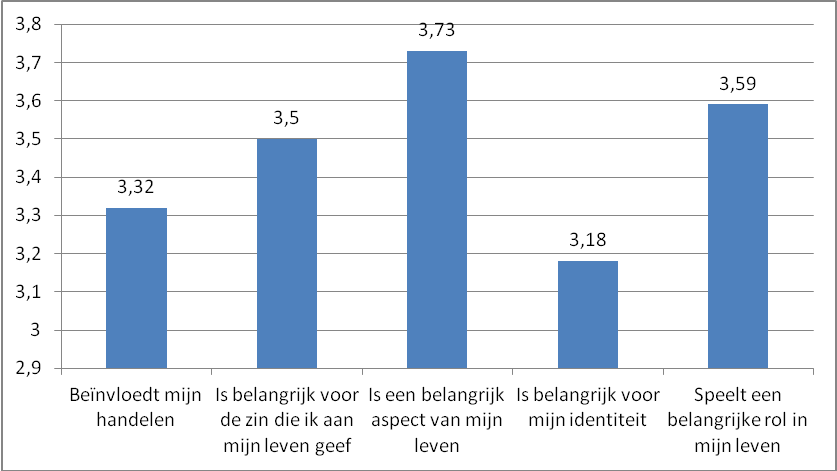 3,8
3,7
3,6
3,5
3,4
3,3
3,2
3,1
3
2,9
3,32
3,5
3,73
3,18
3,59
Beïnvloedt mijn
handelen
Is belangrijk voor
de zin die ik aan
mijn leven geef
Is een belangrijk
aspect van mijn
leven
Is belangrijk voor
mijn identiteit
Speelt een
belangrijke rol in
mijn leven